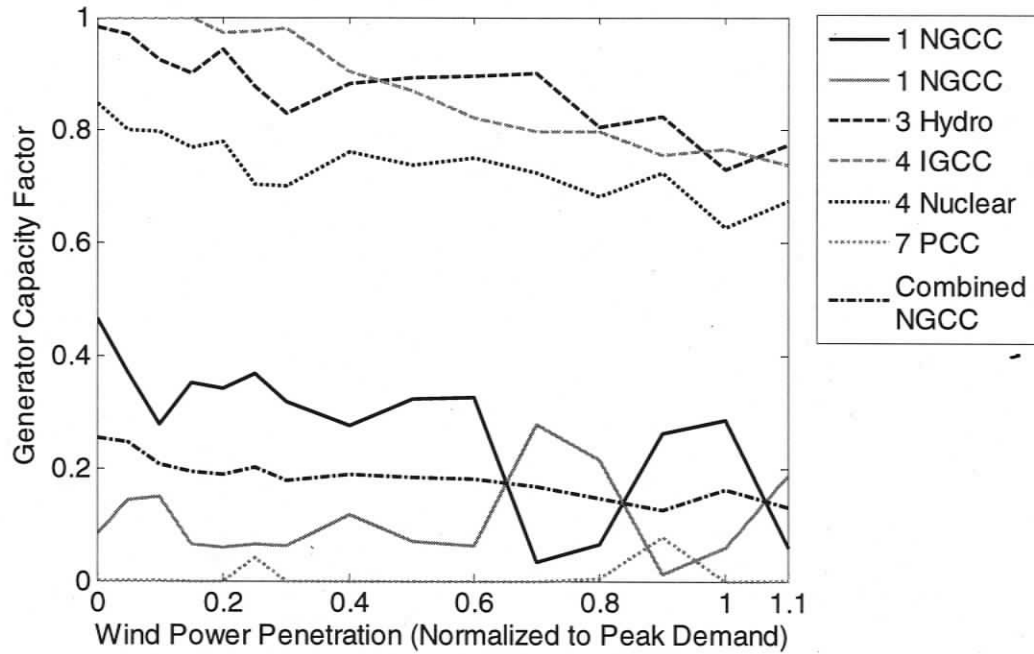 1
0.8
0.6
0.4
0.2
0
Generator Capacity Factor
0
0.2
0.4
0.6
0.8
1
1.1
Wind Power Penetration (Normalized to Peak Demand)
1 NGCC
1 NGCC
3 Hydro
4 IGCC
4 Nuclear
7 PCC
Combined
NGCC